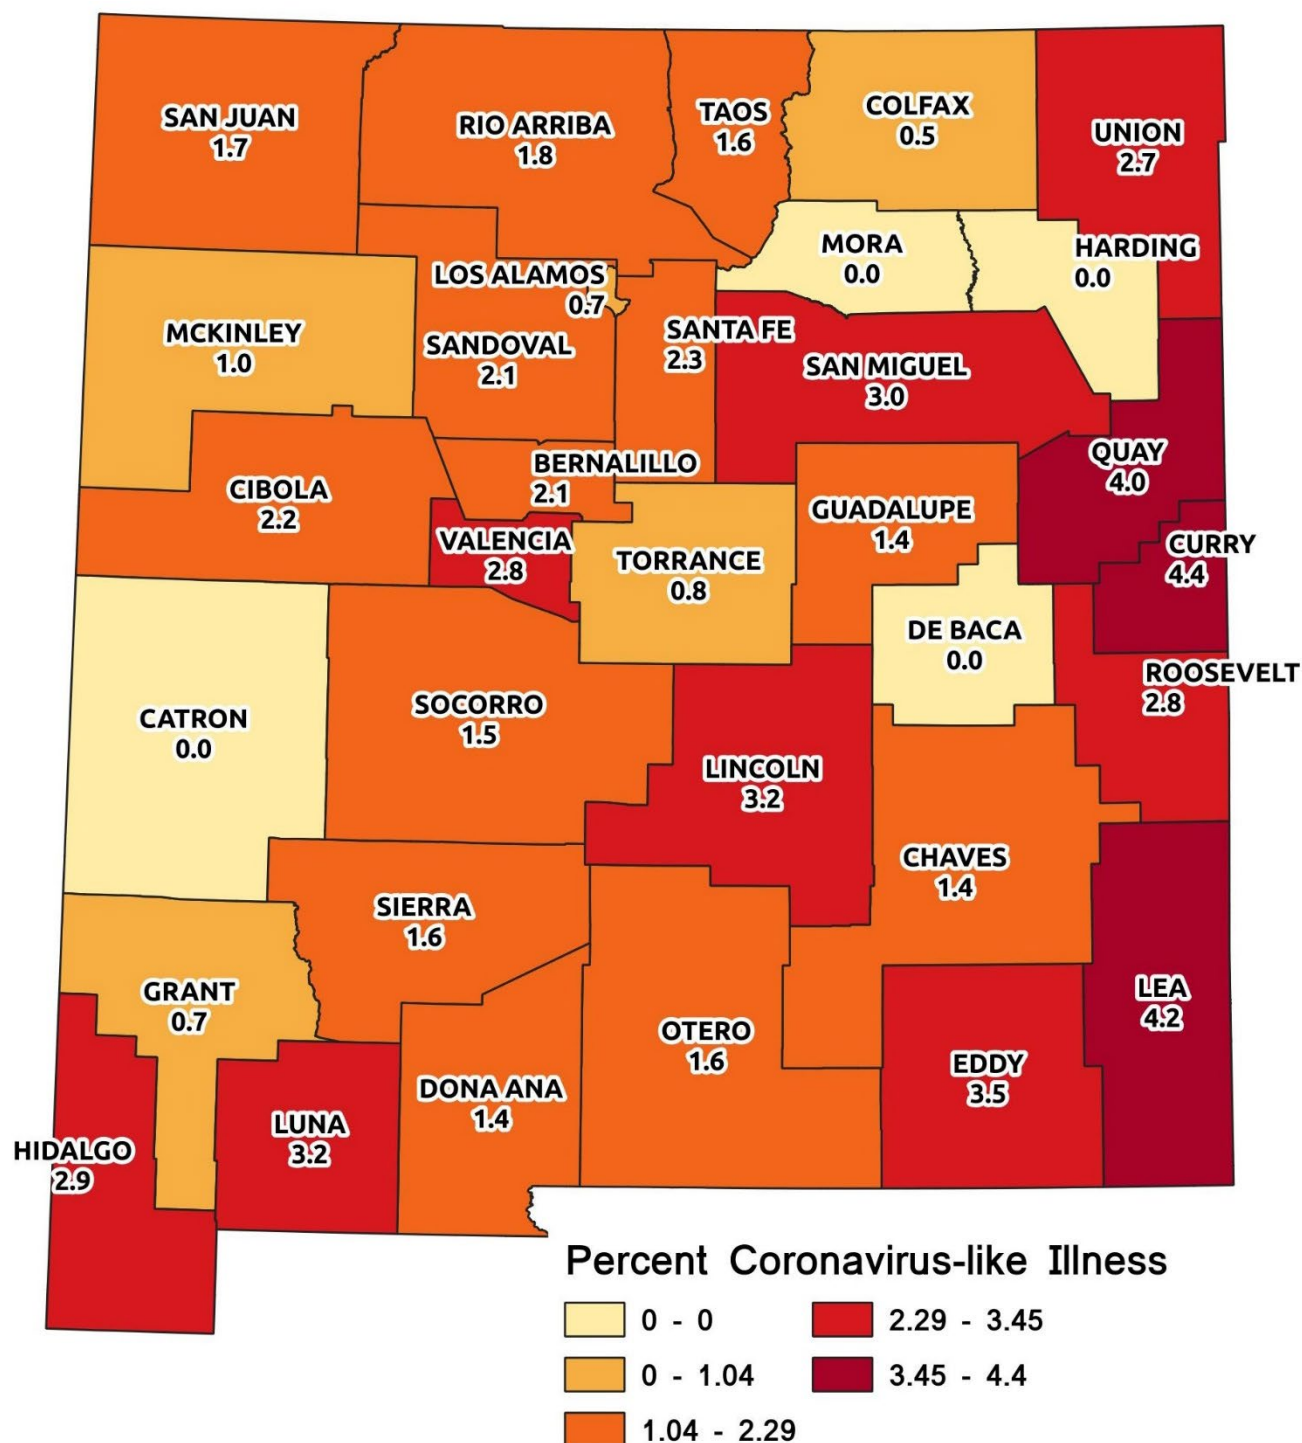 SAN JUAN
1.7
RIO ARRIBA
1.8
TAOS
1.6
COLFAX
0.5
UNION
2.7
MORA
0.0
HARDING
0.0
LOS ALAMOS
0.7
MCKINLEY
1.0
SANDOVAL
2.1
SANTA FE
2.3
SAN MIGUEL
3.0
QUAY
4.0
CIBOLA
2.2
BERNALILLO
2.1
VALENCIA
2.8
TORRANCE
0.8
GUADALUPE
1.4
CURRY
4.4
DE BACA
0.0
ROOSEVELT
2.8
CATRON
0.0
SOCORRO
1.5
LINCOLN
3.2
CHAVES
1.4
SIERRA
1.6
GRANT
0.7
LEA
4.2
OTERO
1.6
EDDY
3.5
DONA ANA
1.4
LUNA
3.2
HIDALGO
2.9
Percent Coronavirus-like Illness
0 - 0
0 - 1.04
1.04 - 2.29
2.29 - 3.45
3.45 - 4.4